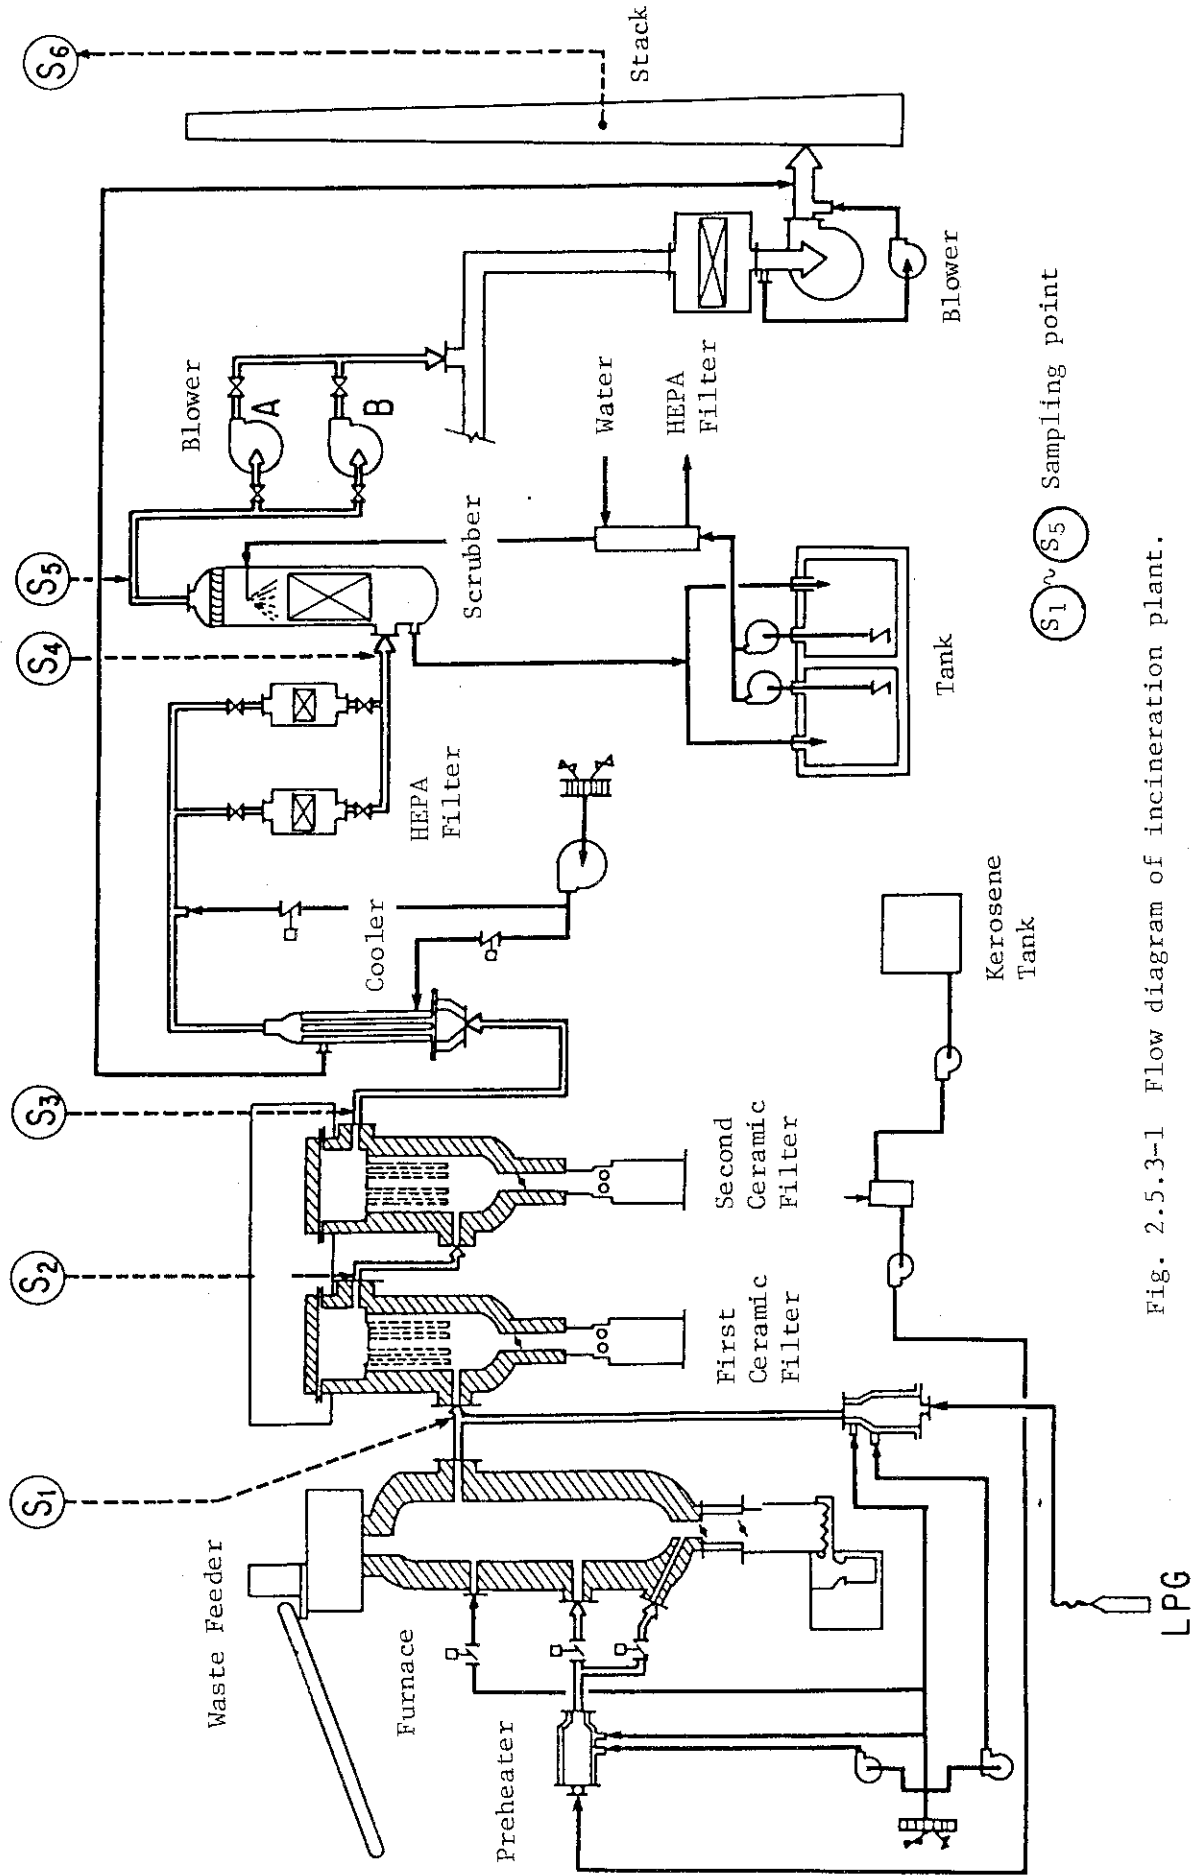 S1
S2
S3
S4
S5
S6
Waste Feeder
Furnace
Preheater
First
Ceramic
Filter
Second
Ceramic
Filter
Cooler
HEPA
Filter
Scrubber
Blower
A
B
Water
HEPA
Filter
Tank
Kerosene
Tank
LPG
Blower
Stack
S1 ~ S5 Sampling point
Fig. 2.5.3-1 Flow diagram of incineration plant.